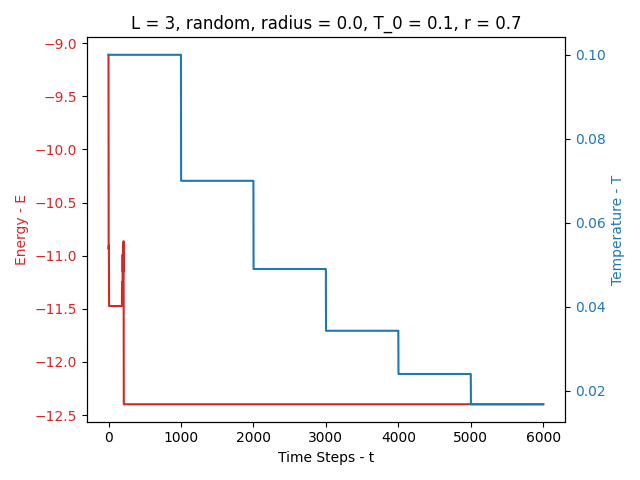 L = 3, random, radius = 0.0, T_0 = 0.1, r = 0.7
Energy - E
−9.0
−9.5
−10.0
−10.5
−11.0
−11.5
−12.0
−12.5
0.10
0.08
0.06
0.04
0.02
Temperature - T
0 1000 2000 3000 4000 5000 6000
Time Steps - t